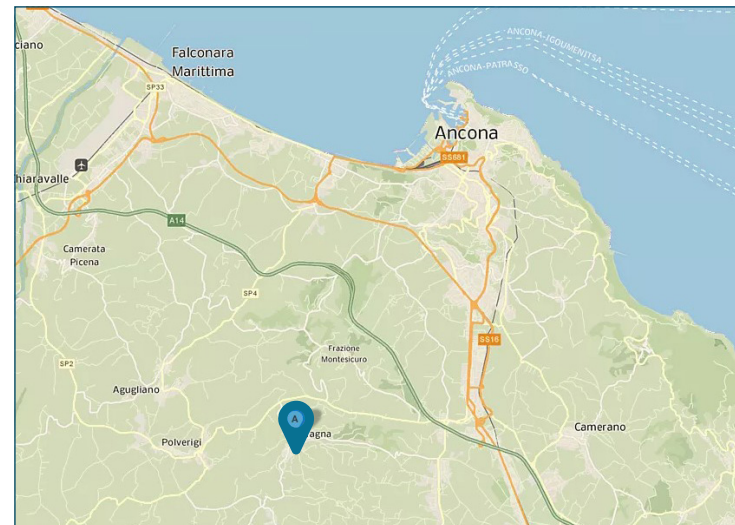 ANCONA-IGOUMENITSA
ciano
Falconara
Marittima
ANCONA-PATRASSO
SP33
Ancona
SS681
hiaravalle
A14
Camerata
Picena
SP4
SS16
Frazione
Montesicuro
SP2
Agugliano
A
agna
Camerano
Polverigi